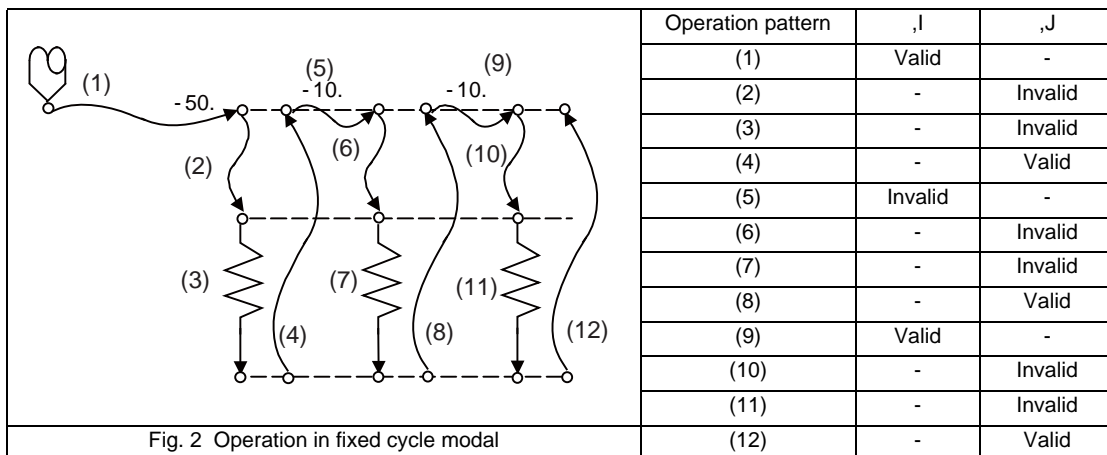 (1)
-50.
(5)
-10.
(9)
-10.
(2)
(6)
(10)
(3)
(4)
(7)
(8)
(11)
(12)
Fig. 2 Operation in fixed cycle modal
Operation pattern ,I ,J
(1) Valid -
(2) - Invalid
(3) - Invalid
(4) - Valid
(5) Invalid -
(6) - Invalid
(7) - Invalid
(8) - Valid
(9) Valid -
(10) - Invalid
(11) - Invalid
(12) - Valid